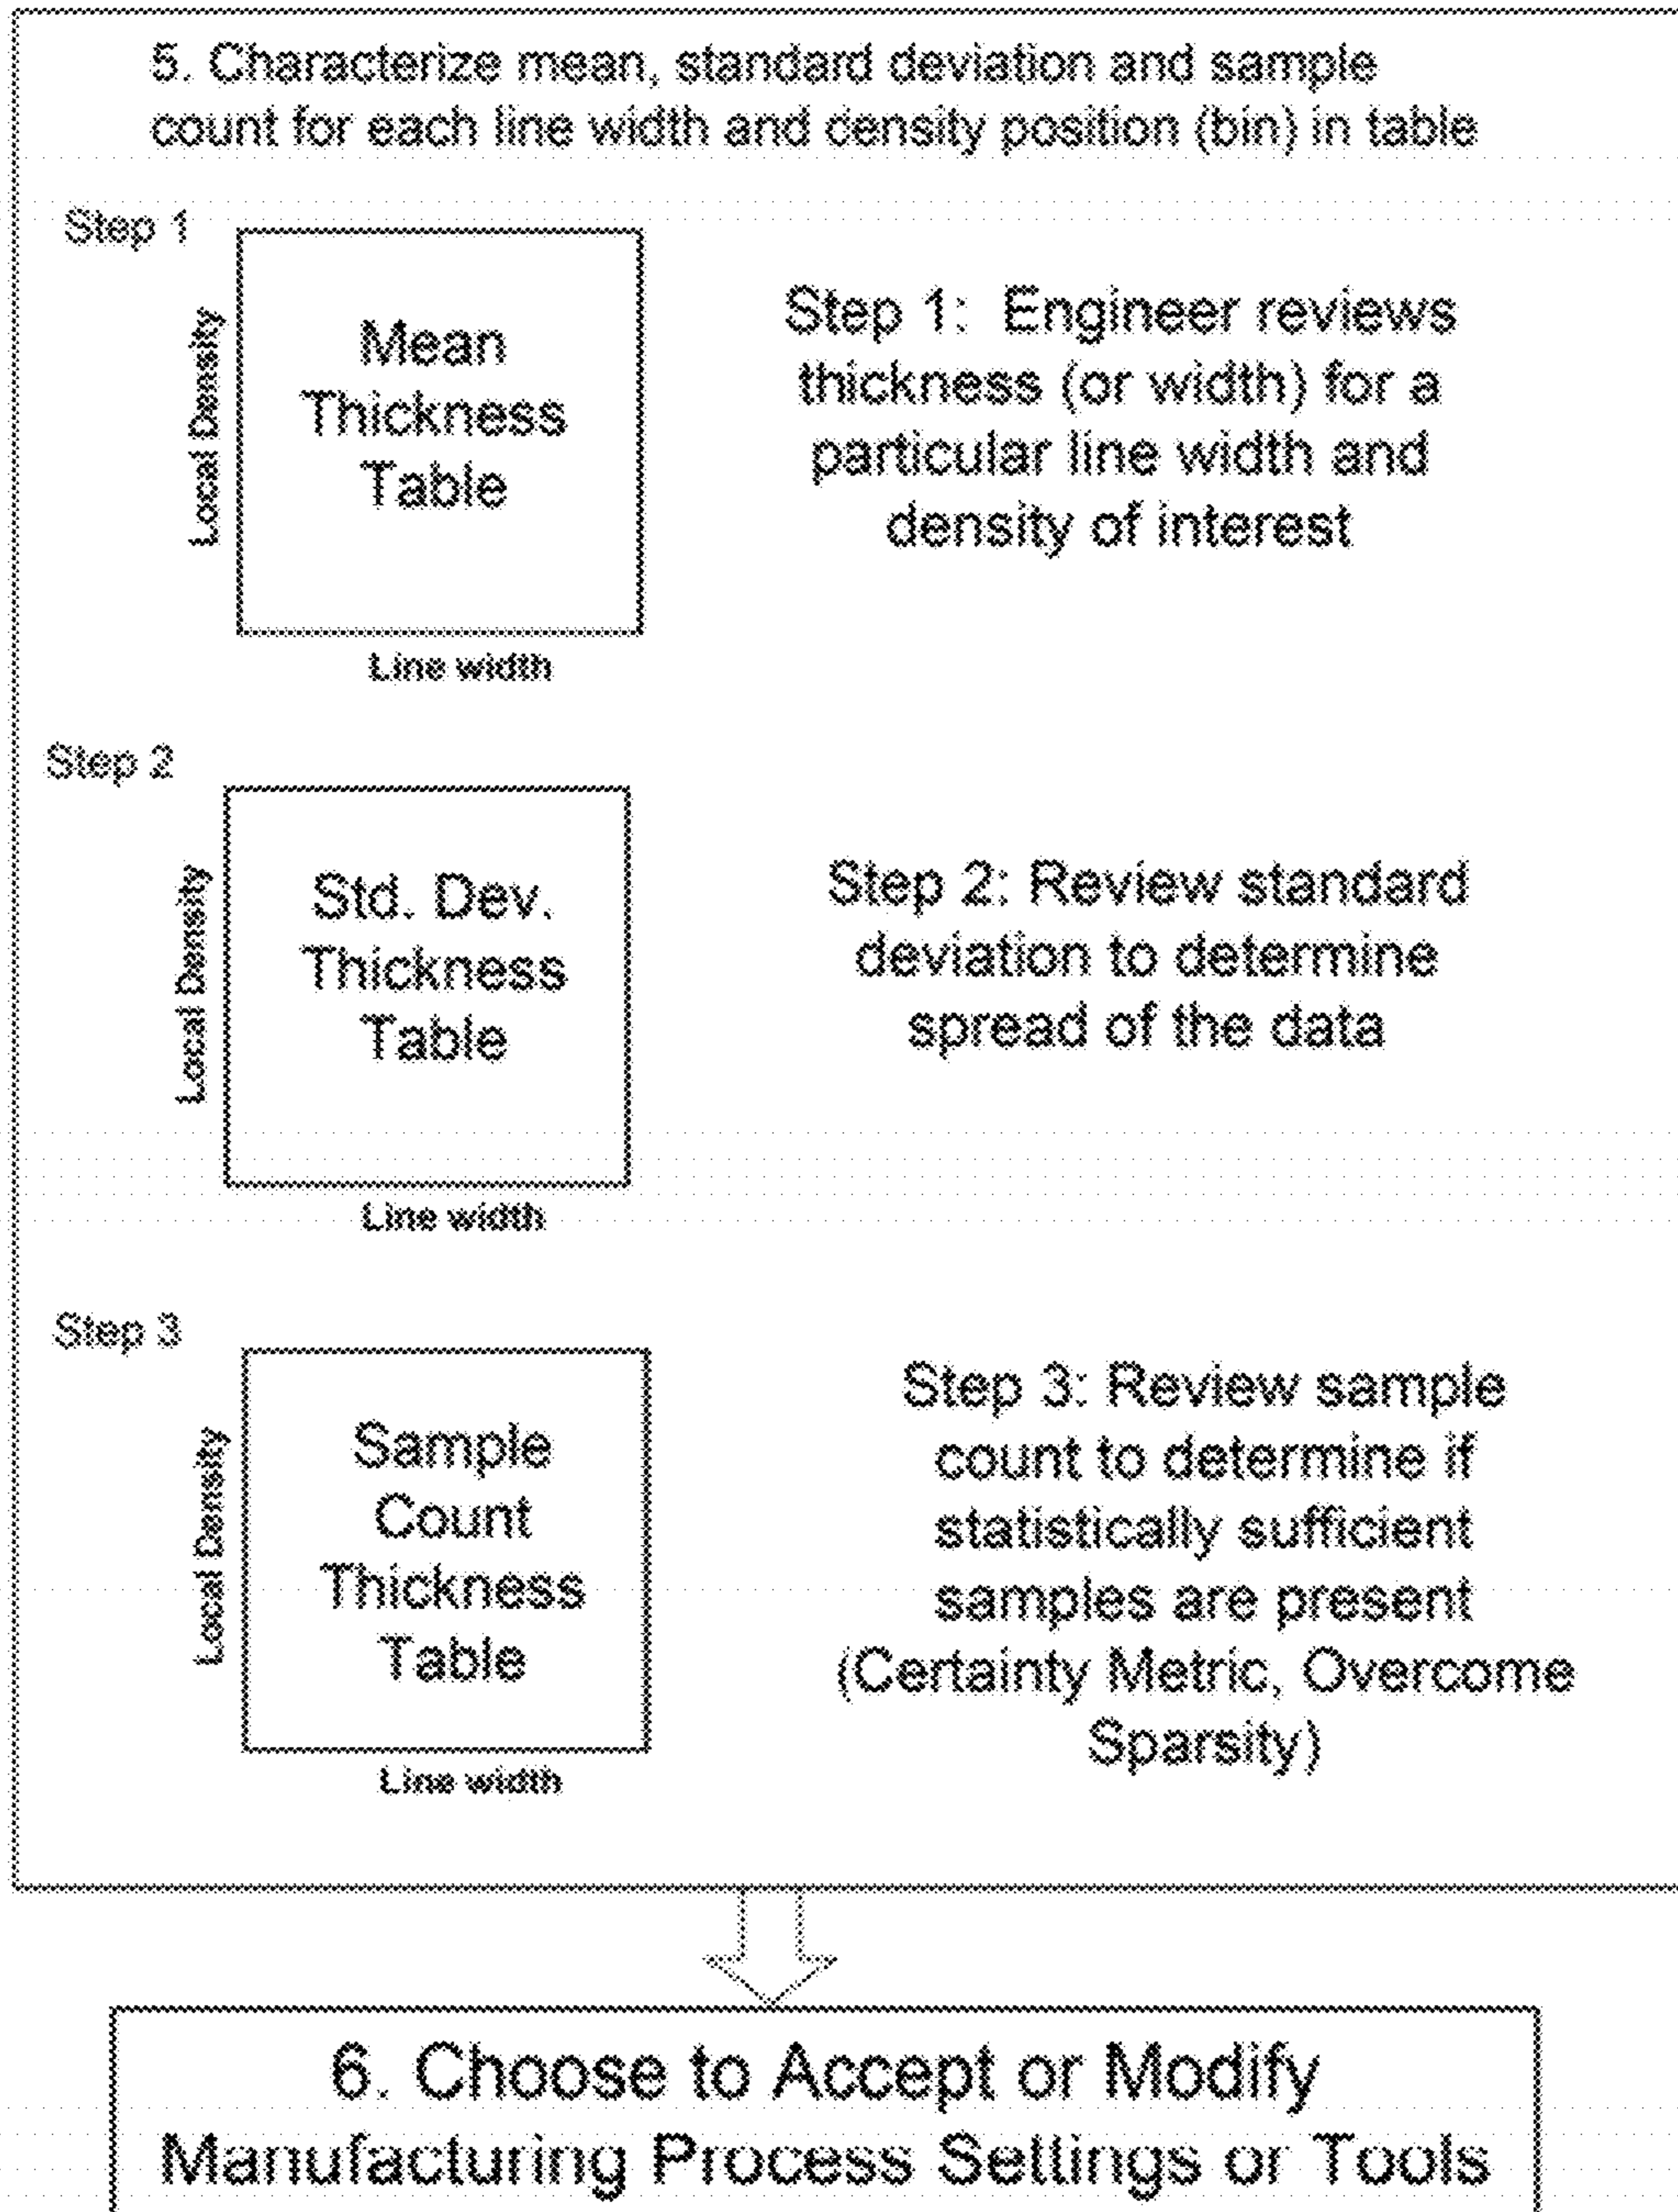 5. Characterize mean, standard deviation and sample
count for each line width and density position (bin) in table
Step 1
Local Density
Mean
Thickness
Table
Line width
Step 1: Engineer reviews
thickness (or width) for a
particular line width and
density of interest
Step 2
Local Density
Std. Dev.
Thickness
Table
Line width
Step 2: Review standard
deviation to determine
spread of the data
Step 3
Local Density
Sample
Count
Thickness
Table
Line width
Step 3: Review sample
count to determine if
statistically sufficient
samples are present
(Certainty Metric, Overcome
Sparsity)
6. Choose to Accept or Modify
Manufacturing Process Settings or Tools